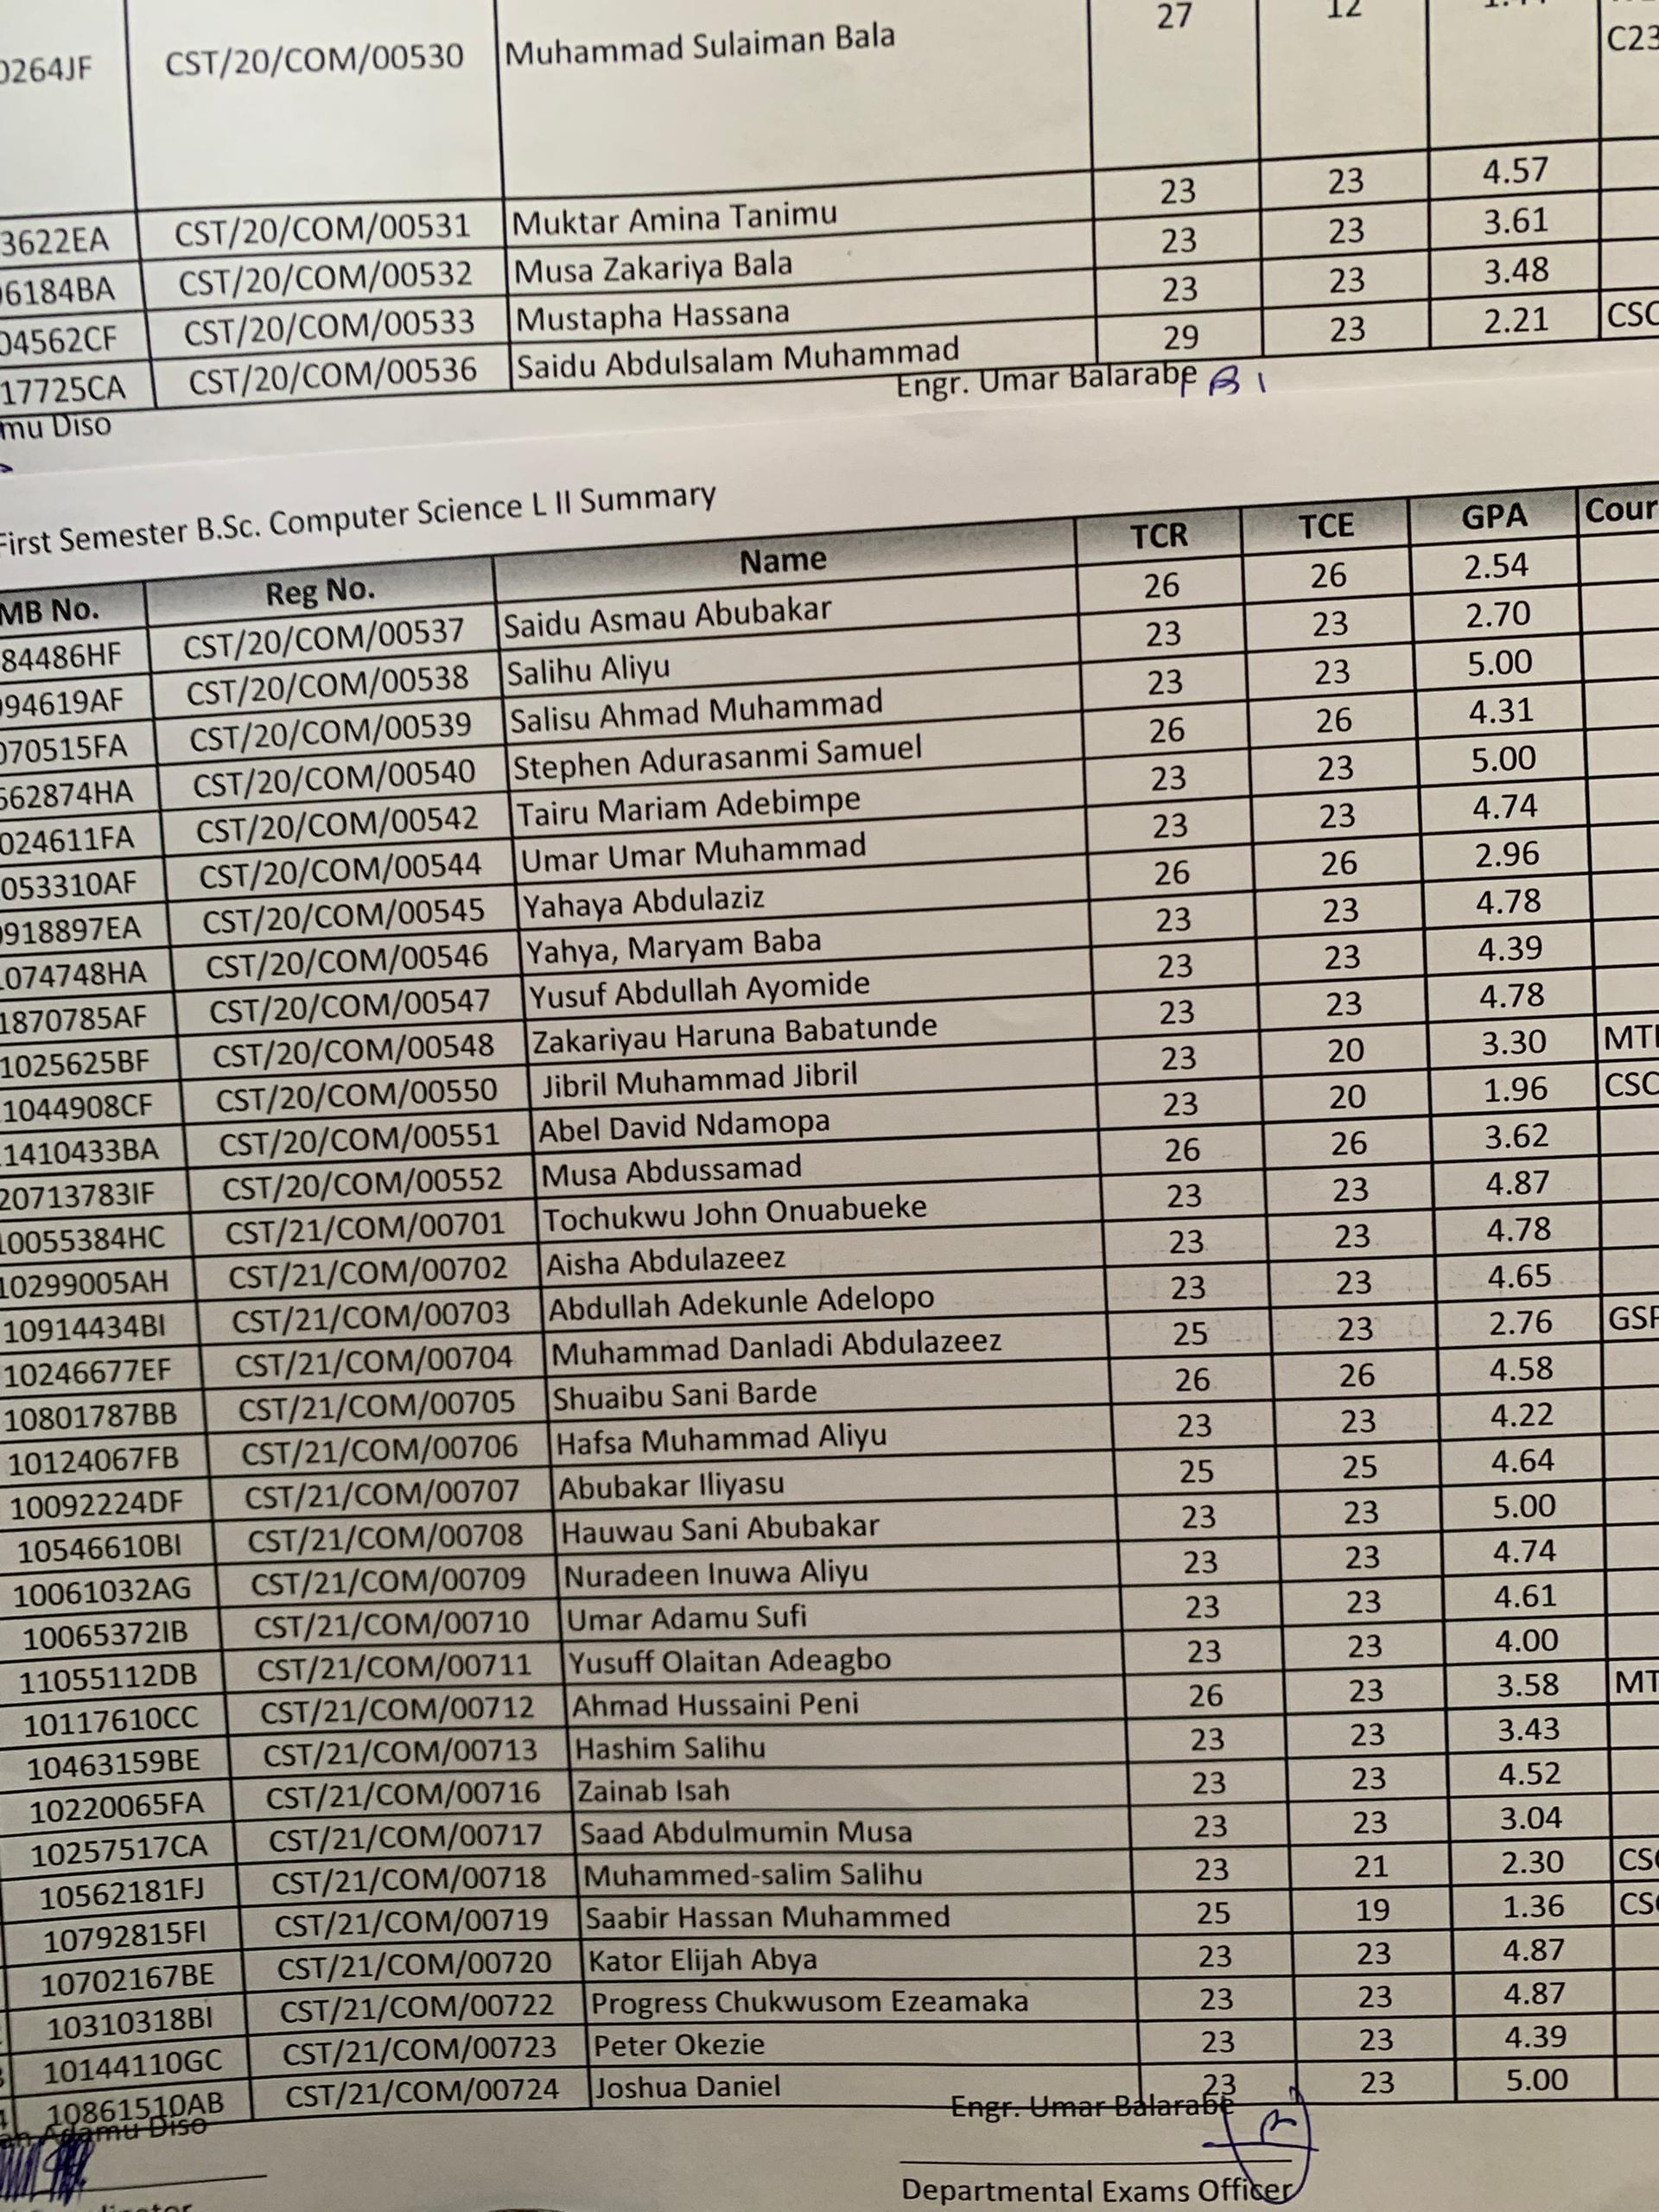 0264JF CST/20/COM/00530 Muhammad Sulaiman Bala 27 12 C23
3622EA CST/20/COM/00531 Muktar Amina Tanimu 23 23 4.57
6184BA CST/20/COM/00532 Musa Zakariya Bala 23 23 3.61
04562CF CST/20/COM/00533 Mustapha Hassana 23 23 3.48
17725CA CST/20/COM/00536 Saidu Abdulsalam Muhammad 29 23 2.21 CSC
mu Diso Engr. Umar Balarabe
First Semester B.Sc. Computer Science L II Summary
MB No. Reg No. Name TCR TCE GPA Cour
84486HF CST/20/COM/00537 Saidu Asmau Abubakar 26 26 2.54
94619AF CST/20/COM/00538 Salihu Aliyu 23 23 2.70
070515FA CST/20/COM/00539 Salisu Ahmad Muhammad 23 23 5.00
662874HA CST/20/COM/00540 Stephen Adurasanmi Samuel 26 26 4.31
024611FA CST/20/COM/00542 Tairu Mariam Adebimpe 23 23 5.00
053310AF CST/20/COM/00544 Umar Umar Muhammad 23 23 4.74
918897EA CST/20/COM/00545 Yahaya Abdulaziz 26 26 2.96
1074748HA CST/20/COM/00546 Yahya, Maryam Baba 23 23 4.78
1870785AF CST/20/COM/00547 Yusuf Abdullah Ayomide 23 23 4.39
1025625BF CST/20/COM/00548 Zakariyau Haruna Babatunde 23 23 4.78
1044908CF CST/20/COM/00550 Jibril Muhammad Jibril 23 20 3.30 MTH
1410433BA CST/20/COM/00551 Abel David Ndamopa 23 20 1.96 CSC
20713783IF CST/20/COM/00552 Musa Abdussamad 26 26 3.62
10055384HC CST/21/COM/00701 Tochukwu John Onuabueke 23 23 4.87
10299005AH CST/21/COM/00702 Aisha Abdulazeez 23 23 4.78
10914434BI CST/21/COM/00703 Abdullah Adekunle Adelopo 23 23 4.65
10246677EF CST/21/COM/00704 Muhammad Danladi Abdulazeez 25 23 2.76 GSP
10801787BB CST/21/COM/00705 Shuaibu Sani Barde 26 26 4.58
10124067FB CST/21/COM/00706 Hafsa Muhammad Aliyu 23 23 4.22
10092224DF CST/21/COM/00707 Abubakar Iliyasu 25 25 4.64
10546610BI CST/21/COM/00708 Hauwau Sani Abubakar 23 23 5.00
10061032AG CST/21/COM/00709 Nuradeen Inuwa Aliyu 23 23 4.74
10065372IB CST/21/COM/00710 Umar Adamu Sufi 23 23 4.61
11055112DB CST/21/COM/00711 Yusuff Olaitan Adeagbo 23 23 4.00
10117610CC CST/21/COM/00712 Ahmad Hussaini Peni 26 23 3.58 MT
10463159BE CST/21/COM/00713 Hashim Salihu 23 23 3.43
10220065FA CST/21/COM/00716 Zainab Isah 23 23 4.52
10257517CA CST/21/COM/00717 Saad Abdulmumin Musa 23 23 3.04
10562181FJ CST/21/COM/00718 Muhammed-salim Salihu 23 21 2.30 CSC
10792815FI CST/21/COM/00719 Saabir Hassan Muhammed 25 19 1.36 CSC
10702167BE CST/21/COM/00720 Kator Elijah Abya 23 23 4.87
10310318BI CST/21/COM/00722 Progress Chukwusom Ezeamaka 23 23 4.87
10144110GC CST/21/COM/00723 Peter Okezie 23 23 4.39
10861510AB CST/21/COM/00724 Joshua Daniel 23 23 5.00
Adamu Diso Engr. Umar Balarabe
Departmental Exams Officer